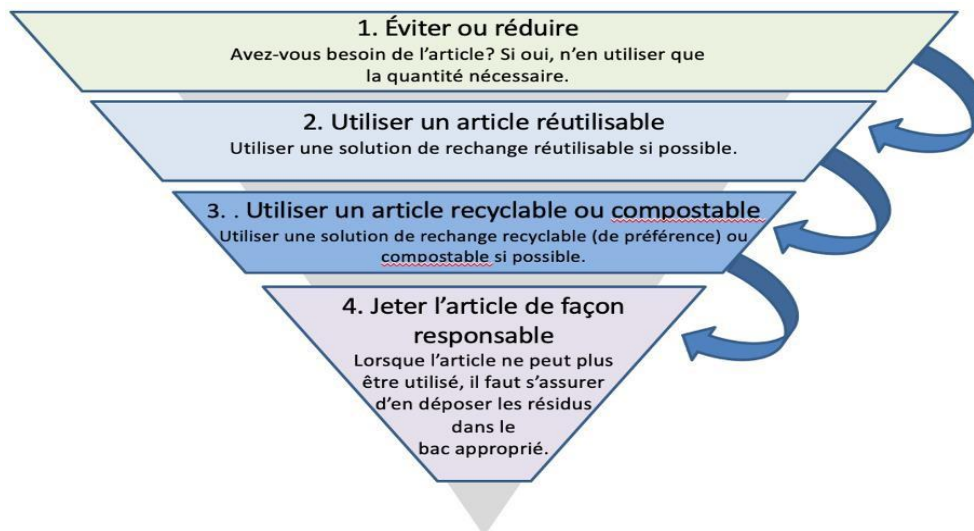 1. Éviter ou réduire
Avez-vous besoin de l'article? Si oui, n'en utiliser que
la quantité nécessaire.
2. Utiliser un article réutilisable
Utiliser une solution de rechange réutilisable si possible.
3. . Utiliser un article recyclable ou compostable
Utiliser une solution de rechange recyclable (de préférence) ou
compostable si possible.
4. Jeter l'article de façon
responsable
Lorsque l'article ne peut plus
être utilisé, il faut s'assurer
d'en déposer les résidus
dans le
bac approprié.